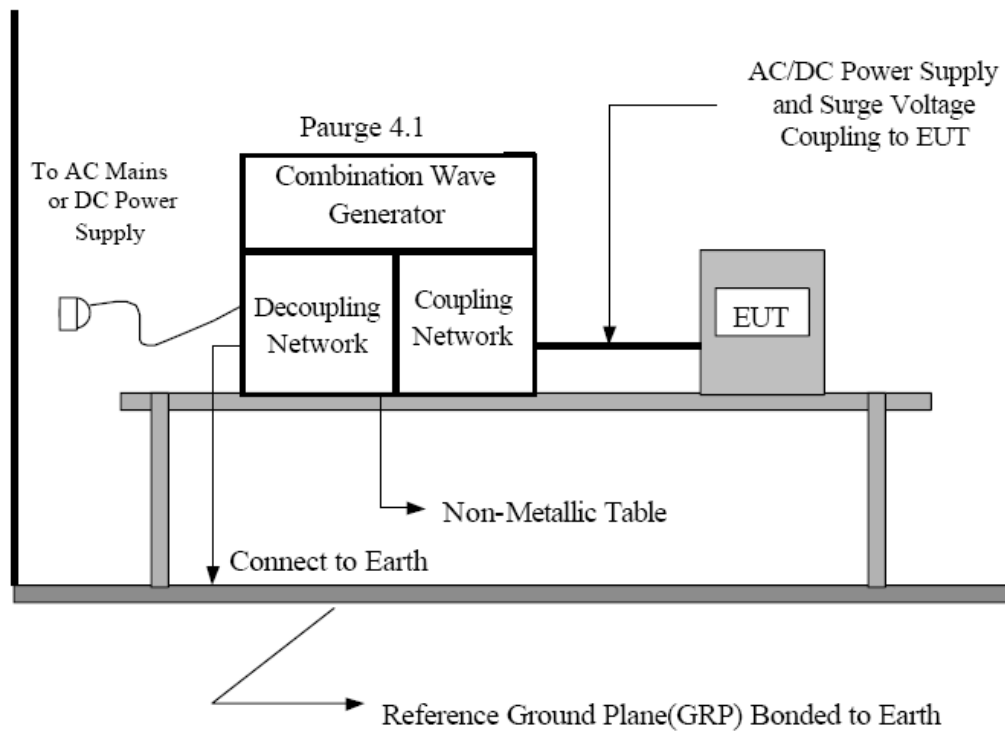 AC/DC Power Supply
and Surge Voltage
Coupling to EUT
Paurge 4.1
To AC Mains
or DC Power
Supply
Combination Wave
Generator
Decoupling
Network
Coupling
Network
EUT
Non-Metallic Table
Connect to Earth
Reference Ground Plane(GRP) Bonded to Earth